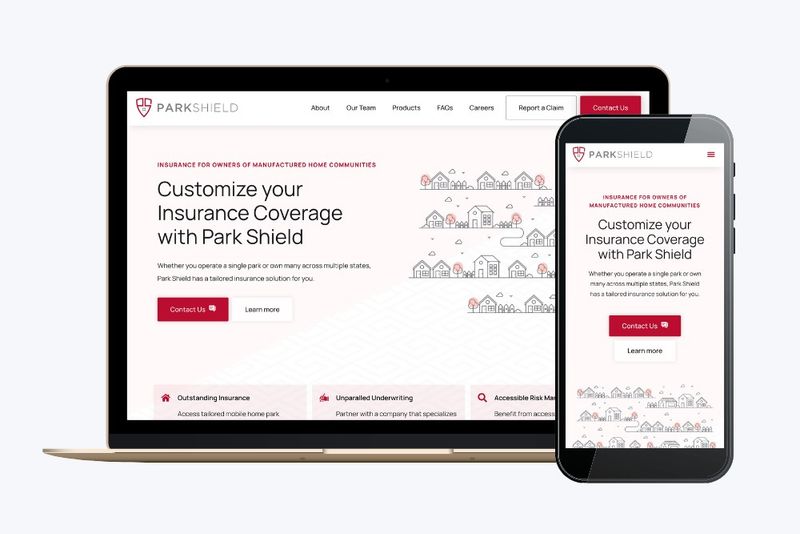 PARKSHIELD
About Our Team Products FAQs Careers Report a Claim Contact Us
INSURANCE FOR OWNERS OF MANUFACTURED HOME COMMUNITIES
Customize your
Insurance Coverage
with Park Shield
Whether you operate a single park or own many across multiple states,
Park Shield has a tailored insurance solution for you.
Contact Us Learn more
Outstanding Insurance
Access tailored mobile home park
Unparalled Underwriting
Partner with a company that specializes
Accessible Risk Man
Benefit from access
PARKSHIELD
INSURANCE FOR OWNERS OF
MANUFACTURED HOME COMMUNITIES
Customize your
Insurance Coverage
with Park Shield
Whether you operate a single park or own
many across multiple states, Park Shield
has a tailored insurance solution for you.
Contact Us
Learn more